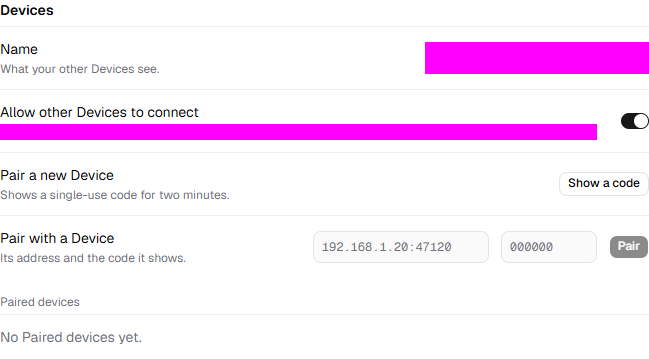 Devices
Name
What your other Devices see.
Allow other Devices to connect
Pair a new Device
Shows a single-use code for two minutes.
Show a code
Pair with a Device
Its address and the code it shows.
192.168.1.20:47120
000000
Pair
Paired devices
No Paired devices yet.